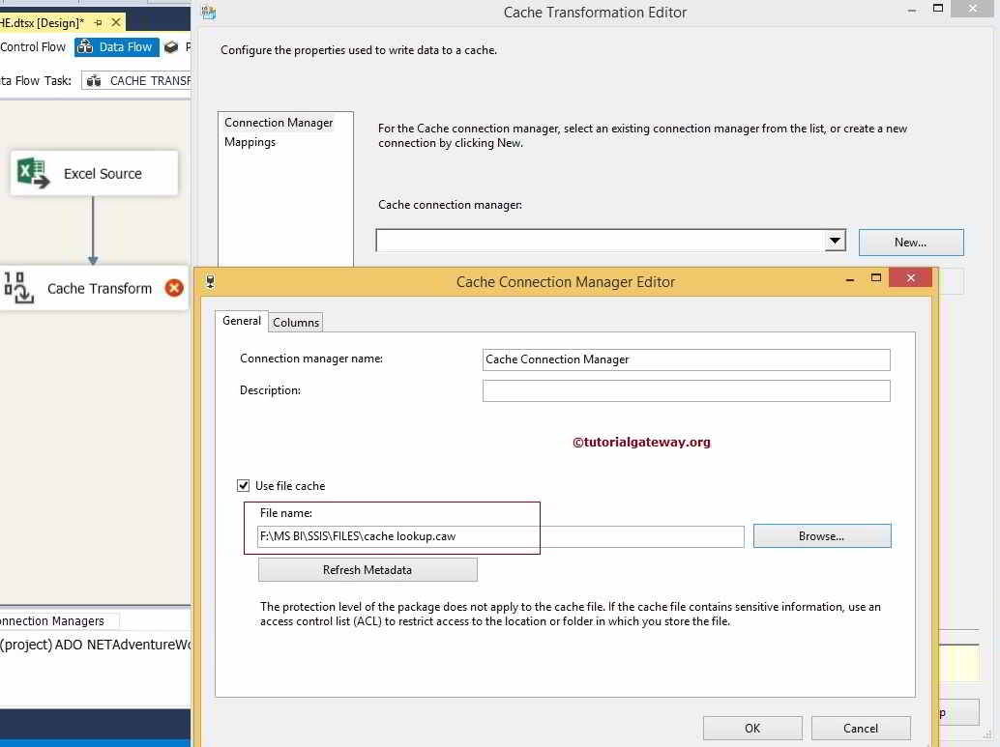 HE.dtsx [Design]*
Cache Transformation Editor
Control Flow
Data Flow
Configure the properties used to write data to a cache.
ta Flow Task:
CACHE TRANSF
Connection Manager
Mappings
For the Cache connection manager, select an existing connection manager from the list, or create a new
connection by clicking New.
Excel Source
Cache connection manager:
New...
Cache Transform
Cache Connection Manager Editor
General
Columns
Connection manager name:
Cache Connection Manager
Description:
©tutorialgateway.org
Use file cache
File name:
F:\MS BI\SSIS\FILES\cache lookup.caw
Browse...
Refresh Metadata
The protection level of the package does not apply to the cache file. If the cache file contains sensitive information, use an
access control list (ACL) to restrict access to the location or folder in which you store the file.
onnection Managers
(project) ADO NETAdventureWo
p
OK
Cancel